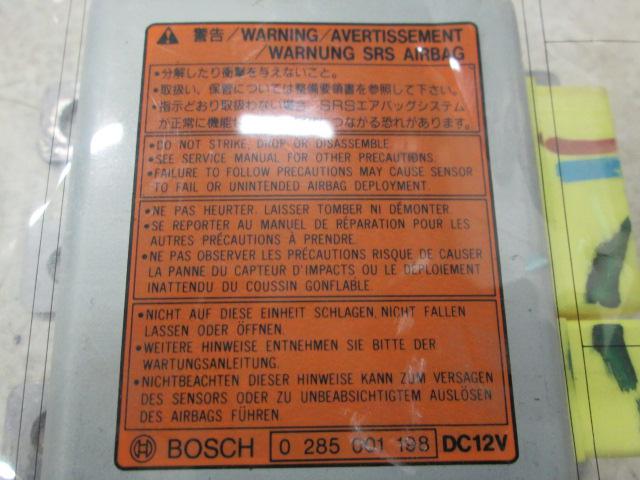 警告/WARNING/AVERTISSEMENT
/WARNUNG SRS AIRBAG
•分解したり衝撃を与えないこと。
•取扱い、保管については整備要領書を参照して下さい。
•指示どおり取扱わない場合、SRSエアバッグシステム
が正常に機能せ つながる恐れがあります。
•DO NOT STRIKE, DROP OR DISASSEMBLE.
•SEE SERVICE MANUAL FOR OTHER PRECAUTIONS.
•FAILURE TO FOLLOW PRECAUTIONS MAY CAUSE SENSOR
TO FAIL OR UNINTENDED AIRBAG DEPLOYMENT.
•NE PAS HEURTER, LAISSER TOMBER NI DÉMONTER.
•SE REPORTER AU MANUEL DE RÉPARATION POUR LES
AUTRES PRÉCAUTIONS À PRENDRE.
•NE PAS OBSERVER LES PRÉCAUTIONS RISQUE DE CAUSER
LA PANNE DU CAPTEUR D'IMPACTS OU LE DÉPLOIEMENT
INATTENDU DU COUSSIN GONFLABLE.
•NICHT AUF DIESE EINHEIT SCHLAGEN, NICHT FALLEN
LASSEN ODER ÖFFNEN.
•WEITERE HINWEISE ENTNEHMEN SIE BITTE DER
WARTUNGSANLEITUNG.
•NICHTBEACHTEN DIESER HINWEISE KANN ZUM VERSAGEN
DES SENSORS ODER ZU UNBEABSICHTIGTEM AUSLÖSEN
DES AIRBAGS FÜHREN.
BOSCH 0 285 001 198 DC12V